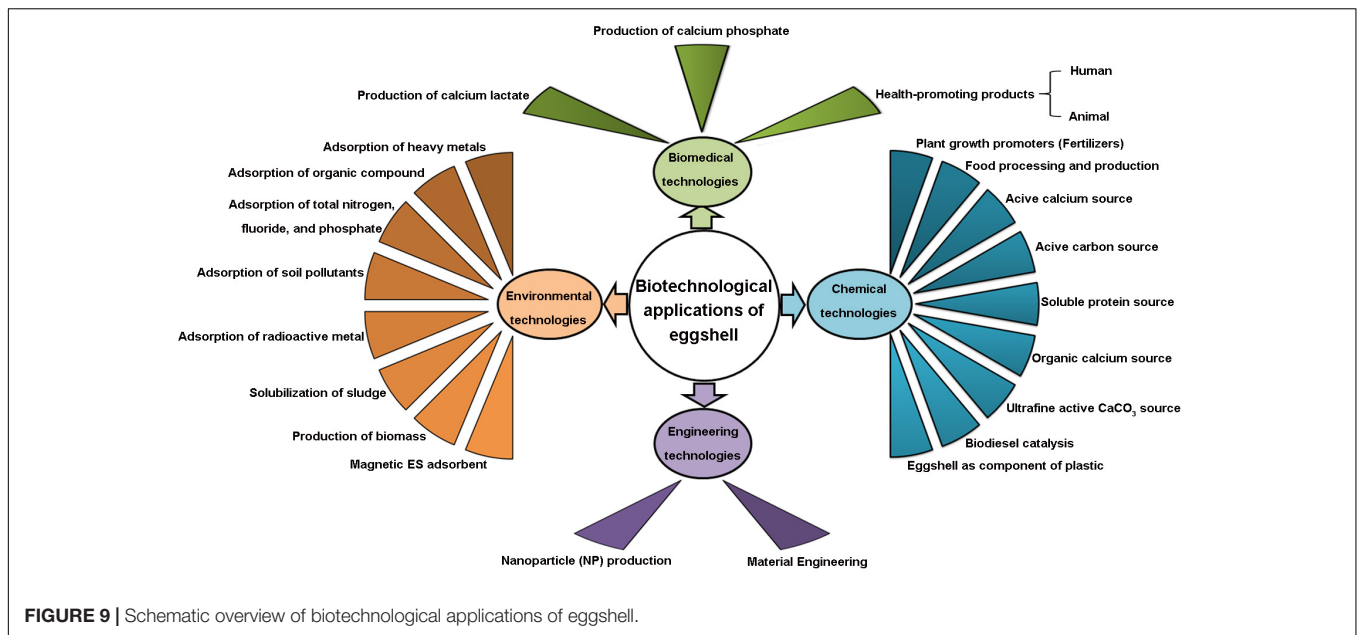 Production of calcium phosphate
Production of calcium lactate
Health-promoting products
Human
Animal
Biomedical
technologies
Adsorption of heavy metals
Adsorption of organic compound
Adsorption of total nitrogen,
fluoride, and phosphate
Adsorption of soil pollutants
Adsorption of radioactive metal
Solubilization of sludge
Production of biomass
Magnetic ES adsorbent
Environmental
technologies
Biotechnological
applications of
eggshell
Chemical
technologies
Plant growth promoters (Fertilizers)
Food processing and production
Acive calcium source
Acive carbon source
Soluble protein source
Organic calcium source
Ultrafine active CaCO₃ source
Biodiesel catalysis
Eggshell as component of plastic
Engineering
technologies
Nanoparticle (NP) production
Material Engineering
FIGURE 9 | Schematic overview of biotechnological applications of eggshell.